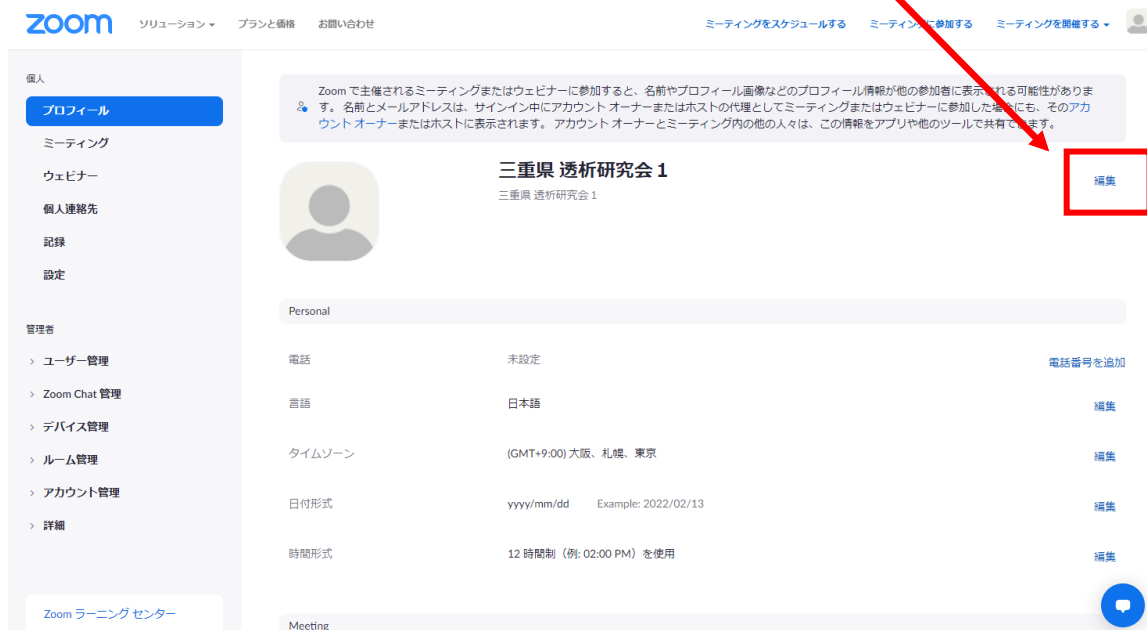 zoom ソリューション プランと価格 お問い合わせ ミーティングをスケジュールする ミーティングに参加する ミーティングを開催する
個人
プロフィール
ミーティング
ウェビナー
個人連絡先
記録
設定
管理者
ユーザー管理
Zoom Chat 管理
デバイス管理
ルーム管理
アカウント管理
詳細
Zoom ラーニング センター
Zoom で主催されるミーティングまたはウェビナーに参加すると、名前やプロフィール画像などのプロフィール情報が他の参加者に表示される可能性がありま
す。 名前とメールアドレスは、サインイン中にアカウント オーナーまたはホストの代理としてミーティングまたはウェビナーに参加した場合にも、そのアカ
ウント オーナーまたはホストに表示されます。 アカウント オーナーとミーティング内の他の人々は、この情報をアプリや他のツールで共有できます。
三重県 透析研究会 1
三重県 透析研究会 1
編集
Personal
電話 未設定 電話番号を追加
言語 日本語 編集
タイムゾーン (GMT+9:00) 大阪、札幌、東京 編集
日付形式 yyyy/mm/dd Example: 2022/02/13 編集
時間形式 12 時間制（例: 02:00 PM）を使用 編集
Meeting